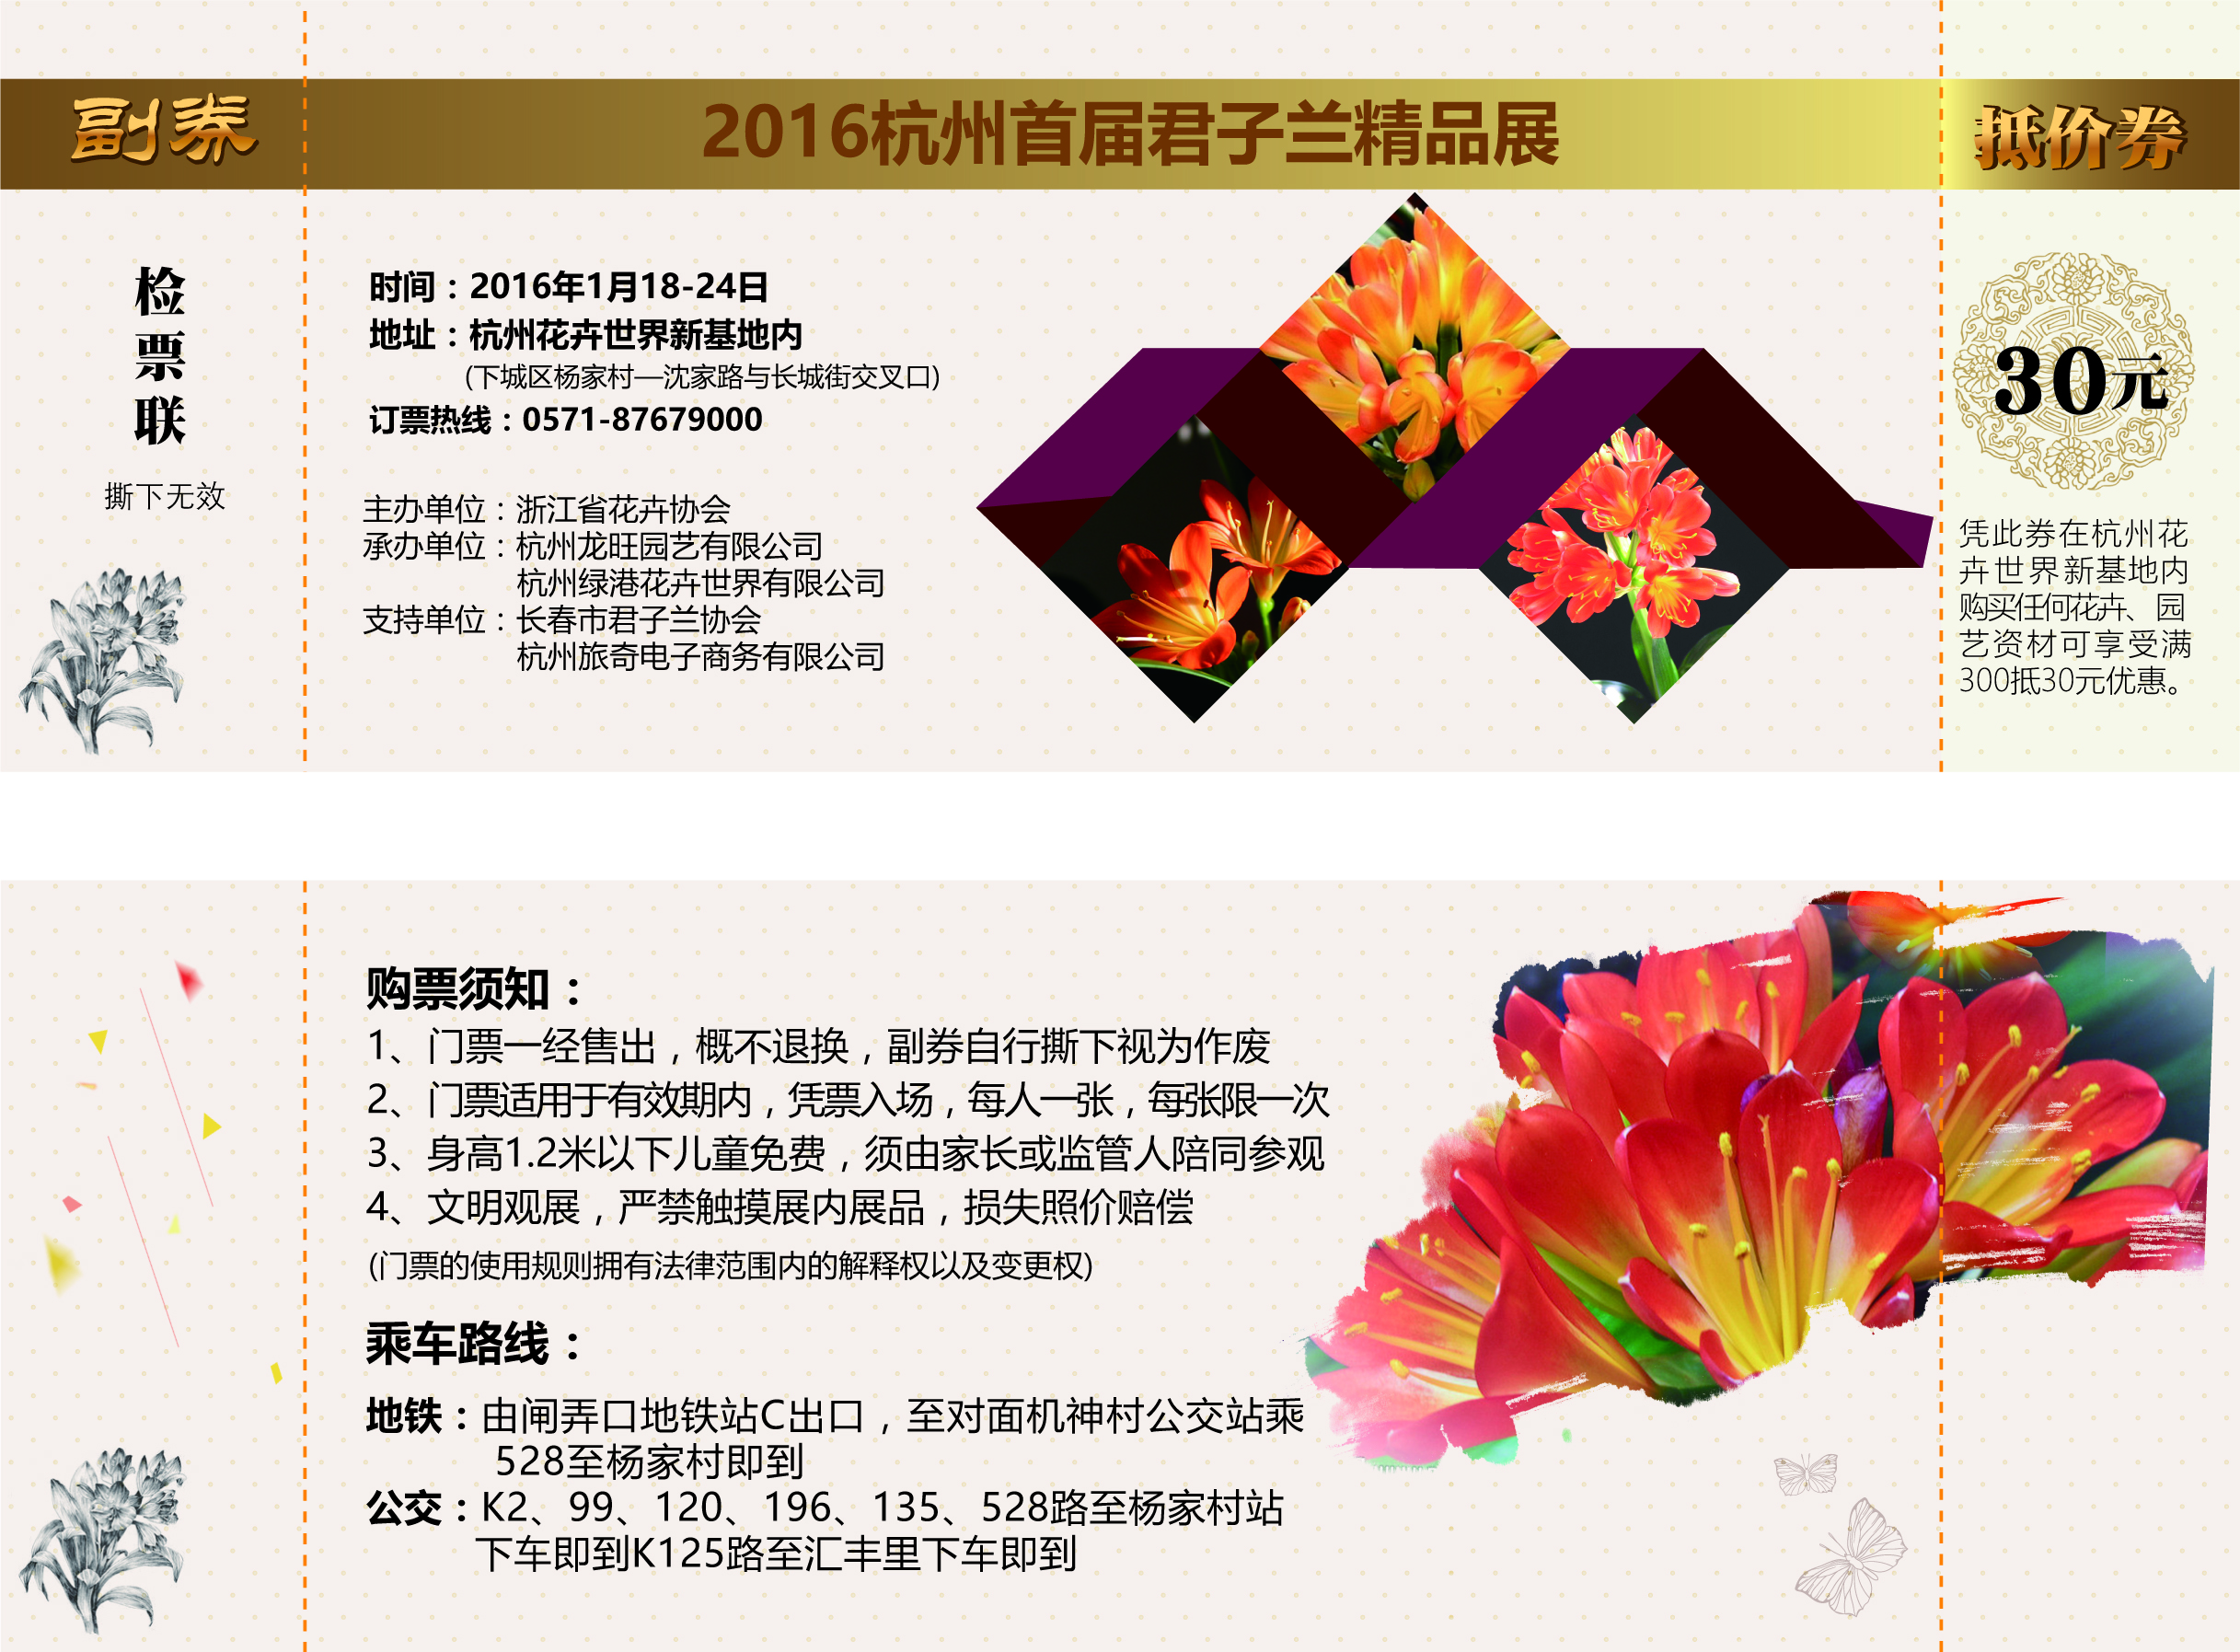 副券
2016杭州首届君子兰精品展
抵价券
检
票
联
撕下无效
时间：2016年1月18-24日
地址：杭州花卉世界新基地内
(下城区杨家村—沈家路与长城街交叉口)
订票热线：0571-87679000
主办单位：浙江省花卉协会
承办单位：杭州龙旺园艺有限公司
杭州绿港花卉世界有限公司
支持单位：长春市君子兰协会
杭州旅奇电子商务有限公司
30元
凭此券在杭州花
卉世界新基地内
购买任何花卉、园
艺资材可享受满
300抵30元优惠。
购票须知：
1、门票一经售出，概不退换，副券自行撕下视为作废
2、门票适用于有效期内，凭票入场，每人一张，每张限一次
3、身高1.2米以下儿童免费，须由家长或监管人陪同参观
4、文明观展，严禁触摸展内展品，损失照价赔偿
(门票的使用规则拥有法律范围内的解释权以及变更权)
乘车路线：
地铁：由闸弄口地铁站C出口，至对面机神村公交站乘
528至杨家村即到
公交：K2、99、120、196、135、528路至杨家村站
下车即到K125路至汇丰里下车即到